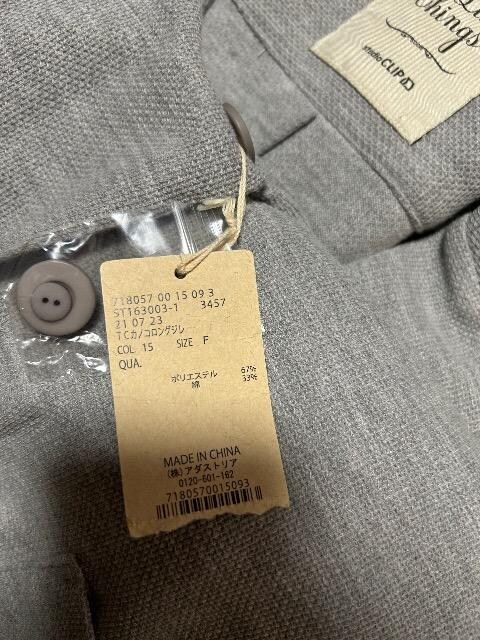 Things
studio CLIP
718057 00 15 09 3
ST163003-1 3457
21 07 23
TCカノコロングジレ
COL 15 SIZE F
QUA.
ポリエステル 67%
綿 33%
MADE IN CHINA
(株)アダストリア
0120-601-162
7180570015093